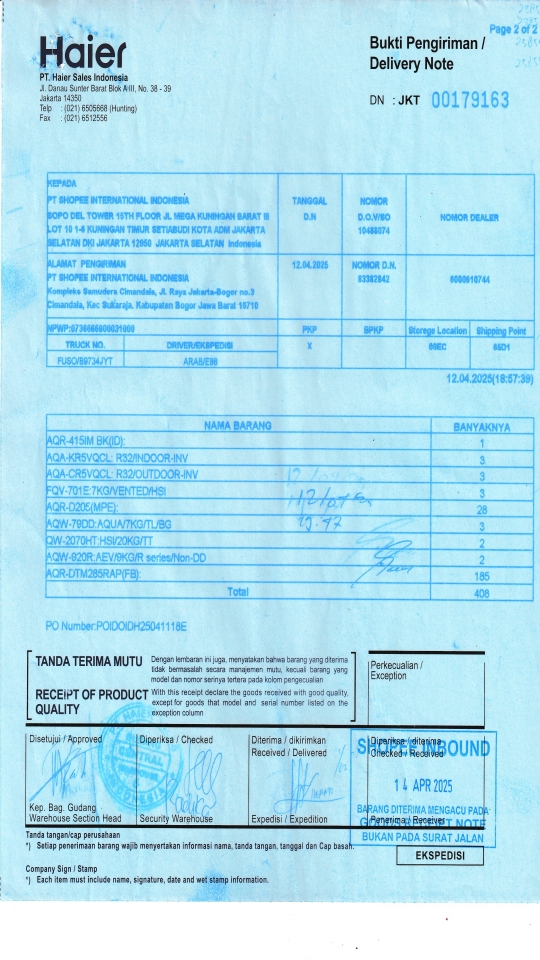 Page 2 of 2
Haier
PT. Haier Sales Indonesia
Jl. Danau Sunter Barat Blok A III, No. 38 - 39
Jakarta 14350
Telp : (021) 6505668 (Hunting)
Fax : (021) 6512556
Bukti Pengiriman /
Delivery Note
DN : JKT 00179163
KEPADA
PT SHOPEE INTERNATIONAL INDONESIA
SOPO DEL TOWER 15TH FLOOR JL MEGA KUNINGAN BARAT III
LOT 10 1-6 KUNINGAN TIMUR SETIABUDI KOTA ADM JAKARTA
SELATAN DKI JAKARTA 12950 JAKARTA SELATAN Indonesia
TANGGAL
D.N
NOMOR
D.O.V/SO
10488074
NOMOR DEALER
ALAMAT PENGIRIMAN
PT SHOPEE INTERNATIONAL INDONESIA
Kompleks Samudera Cimandala, Jl. Raya Jakarta-Bogor no.3
Cimandala, Kec Sukaraja. Kabupaten Bogor Jawa Barat 16710
12.04.2025
NOMOR D.N.
83382842
6000610744
PKP
BPKP
Storege Location
Shipping Point
TRUCK NO.
DRIVER/EKSPEDISI
X
00EC
65D1
FUSO/B9734JYT
12.04.2025(18:57:39)
NAMA BARANG
BANYAKNYA
AQR-415IM BK(ID): 1
AQA-KR5VQCL: R32/INDOOR-INV 3
AQA-CR5VQCL: R32/OUTDOOR-INV 3
FQV-701E:7KG/VENTED/HSI 3
AQR-D205(MPE): 28
AQW-79DD:AQUA/7KG/TL/BG 3
QW-2070HT:HSI/20KG/TT 2
AQW-920R:AEV/9KG/R series/Non-DD 2
AQR-DTM285RAP(FB): 185
Total 408
PO Number:POIDOIDH25041118E
TANDA TERIMA MUTU
Dengan lembaran ini juga, menyatakan bahwa barang yang diterima
tidak bermasalah secara manajemen mutu, kecuali barang yang
model dan nomor serinya tertera pada kolom pengecualian
RECEIPT OF PRODUCT
QUALITY
With this receipt declare the goods received with good quality,
except for goods that model and serial number listed on the
exception column
Perkecualian /
Exception
Disetujui / Approved
Diperiksa / Checked
Diterima / dikirimkan
Received / Delivered
Diperiksa / diterima
Checked / Received
SHOPEE INBOUND
14 APR 2025
BARANG DITERIMA MENGACU PADA
GOODS RECEIPT NOTE
BUKAN PADA SURAT JALAN
Kep. Bag. Gudang
Warehouse Section Head
Security Warehouse
Expedisi / Expedition
Penerima / Receiver
Tanda tangan/cap perusahaan
*) Setiap penerimaan barang wajib menyertakan informasi nama, tanda tangan, tanggal dan Cap basah.
EKSPEDISI
Company Sign / Stamp
*) Each item must include name, signature, date and wet stamp information.